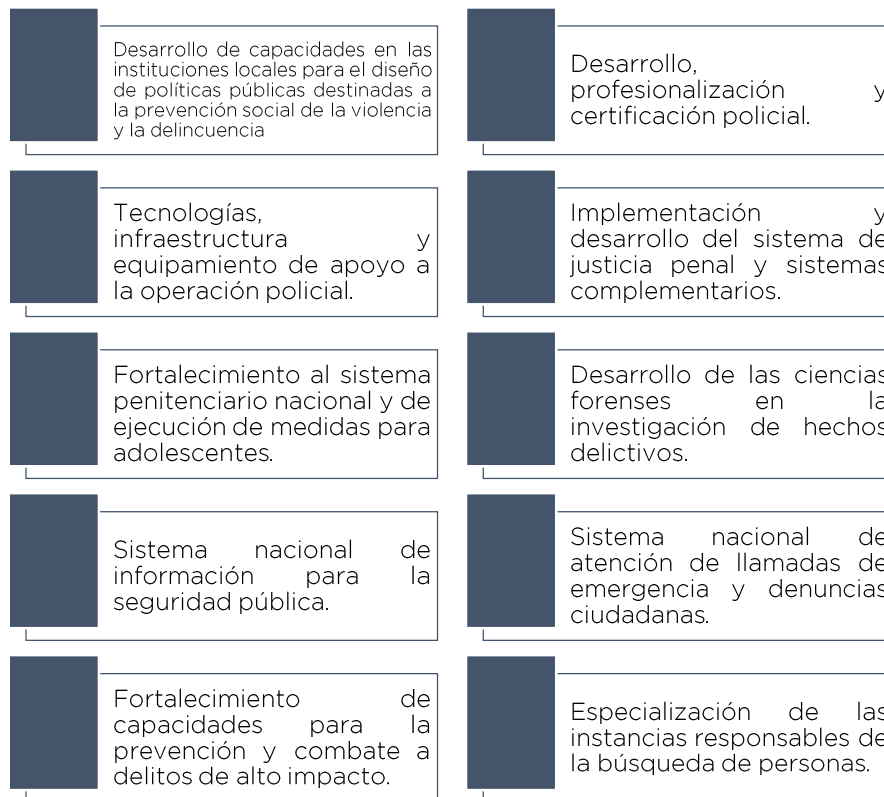 Desarrollo de capacidades en las
instituciones locales para el diseño
de políticas públicas destinadas a
la prevención social de la violencia
y la delincuencia
Desarrollo,
profesionalización y
certificación policial.
Tecnologías,
infraestructura y
equipamiento de apoyo a
la operación policial.
Implementación y
desarrollo del sistema de
justicia penal y sistemas
complementarios.
Fortalecimiento al sistema
penitenciario nacional y de
ejecución de medidas para
adolescentes.
Desarrollo de las ciencias
forenses en la
investigación de hechos
delictivos.
Sistema nacional de
información para la
seguridad pública.
Sistema nacional de
atención de llamadas de
emergencia y denuncias
ciudadanas.
Fortalecimiento de
capacidades para la
prevención y combate a
delitos de alto impacto.
Especialización de las
instancias responsables de
la búsqueda de personas.